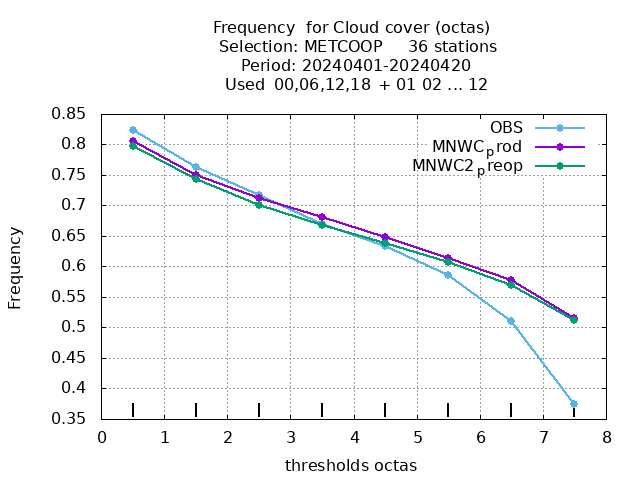 Frequency  for Cloud cover (octas)
Selection: METCOOP     36 stations
Period: 20240401-20240420
Used  00,06,12,18  + 01 02 ... 12
0.85
0.8
0.75
0.7
0.65
0.6
0.55
0.5
0.45
0.4
0.35
Frequency
OBS
MNWCprod
MNWC2preop
0 1 2 3 4 5 6 7 8
thresholds octas